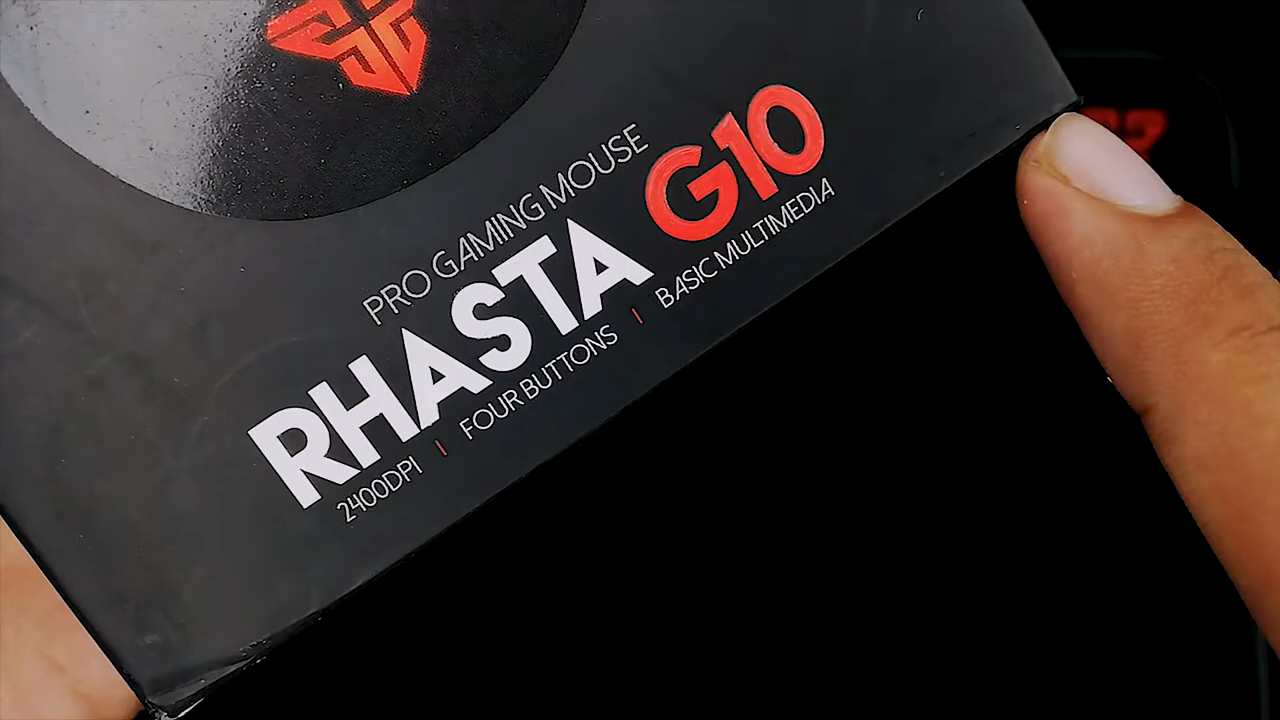 PRO GAMING MOUSE
RHASTA G10
2400DPI | FOUR BUTTONS | BASIC MULTIMEDIA